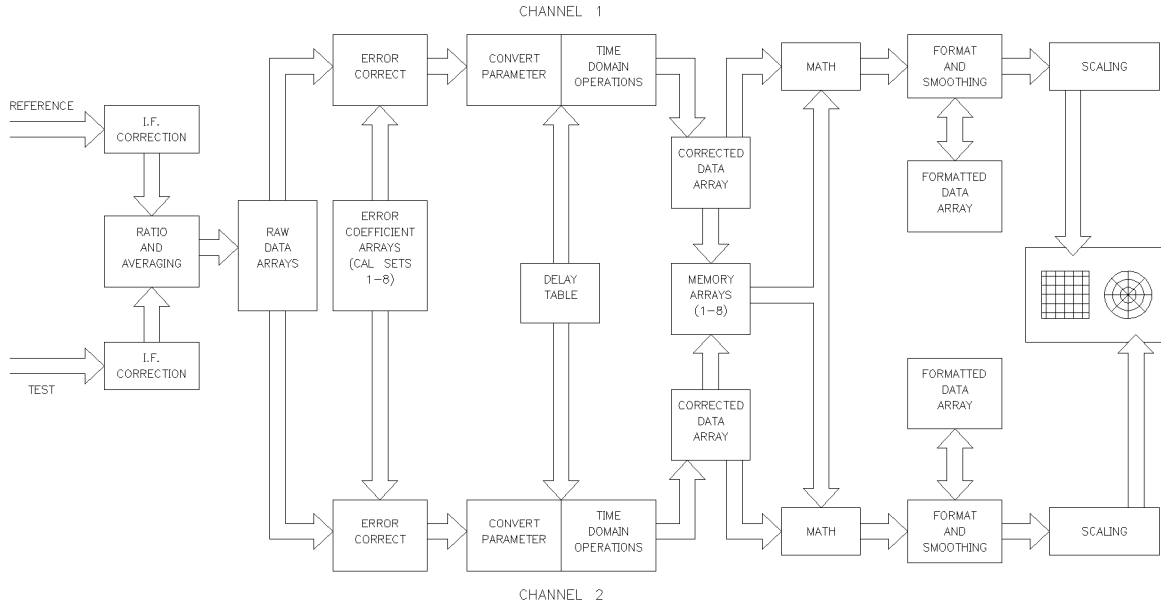 CHANNEL 1
REFERENCE
I.F.
CORRECTION
ERROR
CORRECT
CONVERT
PARAMETER
TIME
DOMAIN
OPERATIONS
MATH
FORMAT
AND
SMOOTHING
SCALING
CORRECTED
DATA
ARRAY
FORMATTED
DATA
ARRAY
RATIO
AND
AVERAGING
RAW
DATA
ARRAYS
ERROR
COEFFICIENT
ARRAYS
(CAL SETS
1-8)
DELAY
TABLE
MEMORY
ARRAYS
(1-8)
I.F.
CORRECTION
TEST
CORRECTED
DATA
ARRAY
FORMATTED
DATA
ARRAY
ERROR
CORRECT
CONVERT
PARAMETER
TIME
DOMAIN
OPERATIONS
MATH
FORMAT
AND
SMOOTHING
SCALING
CHANNEL 2